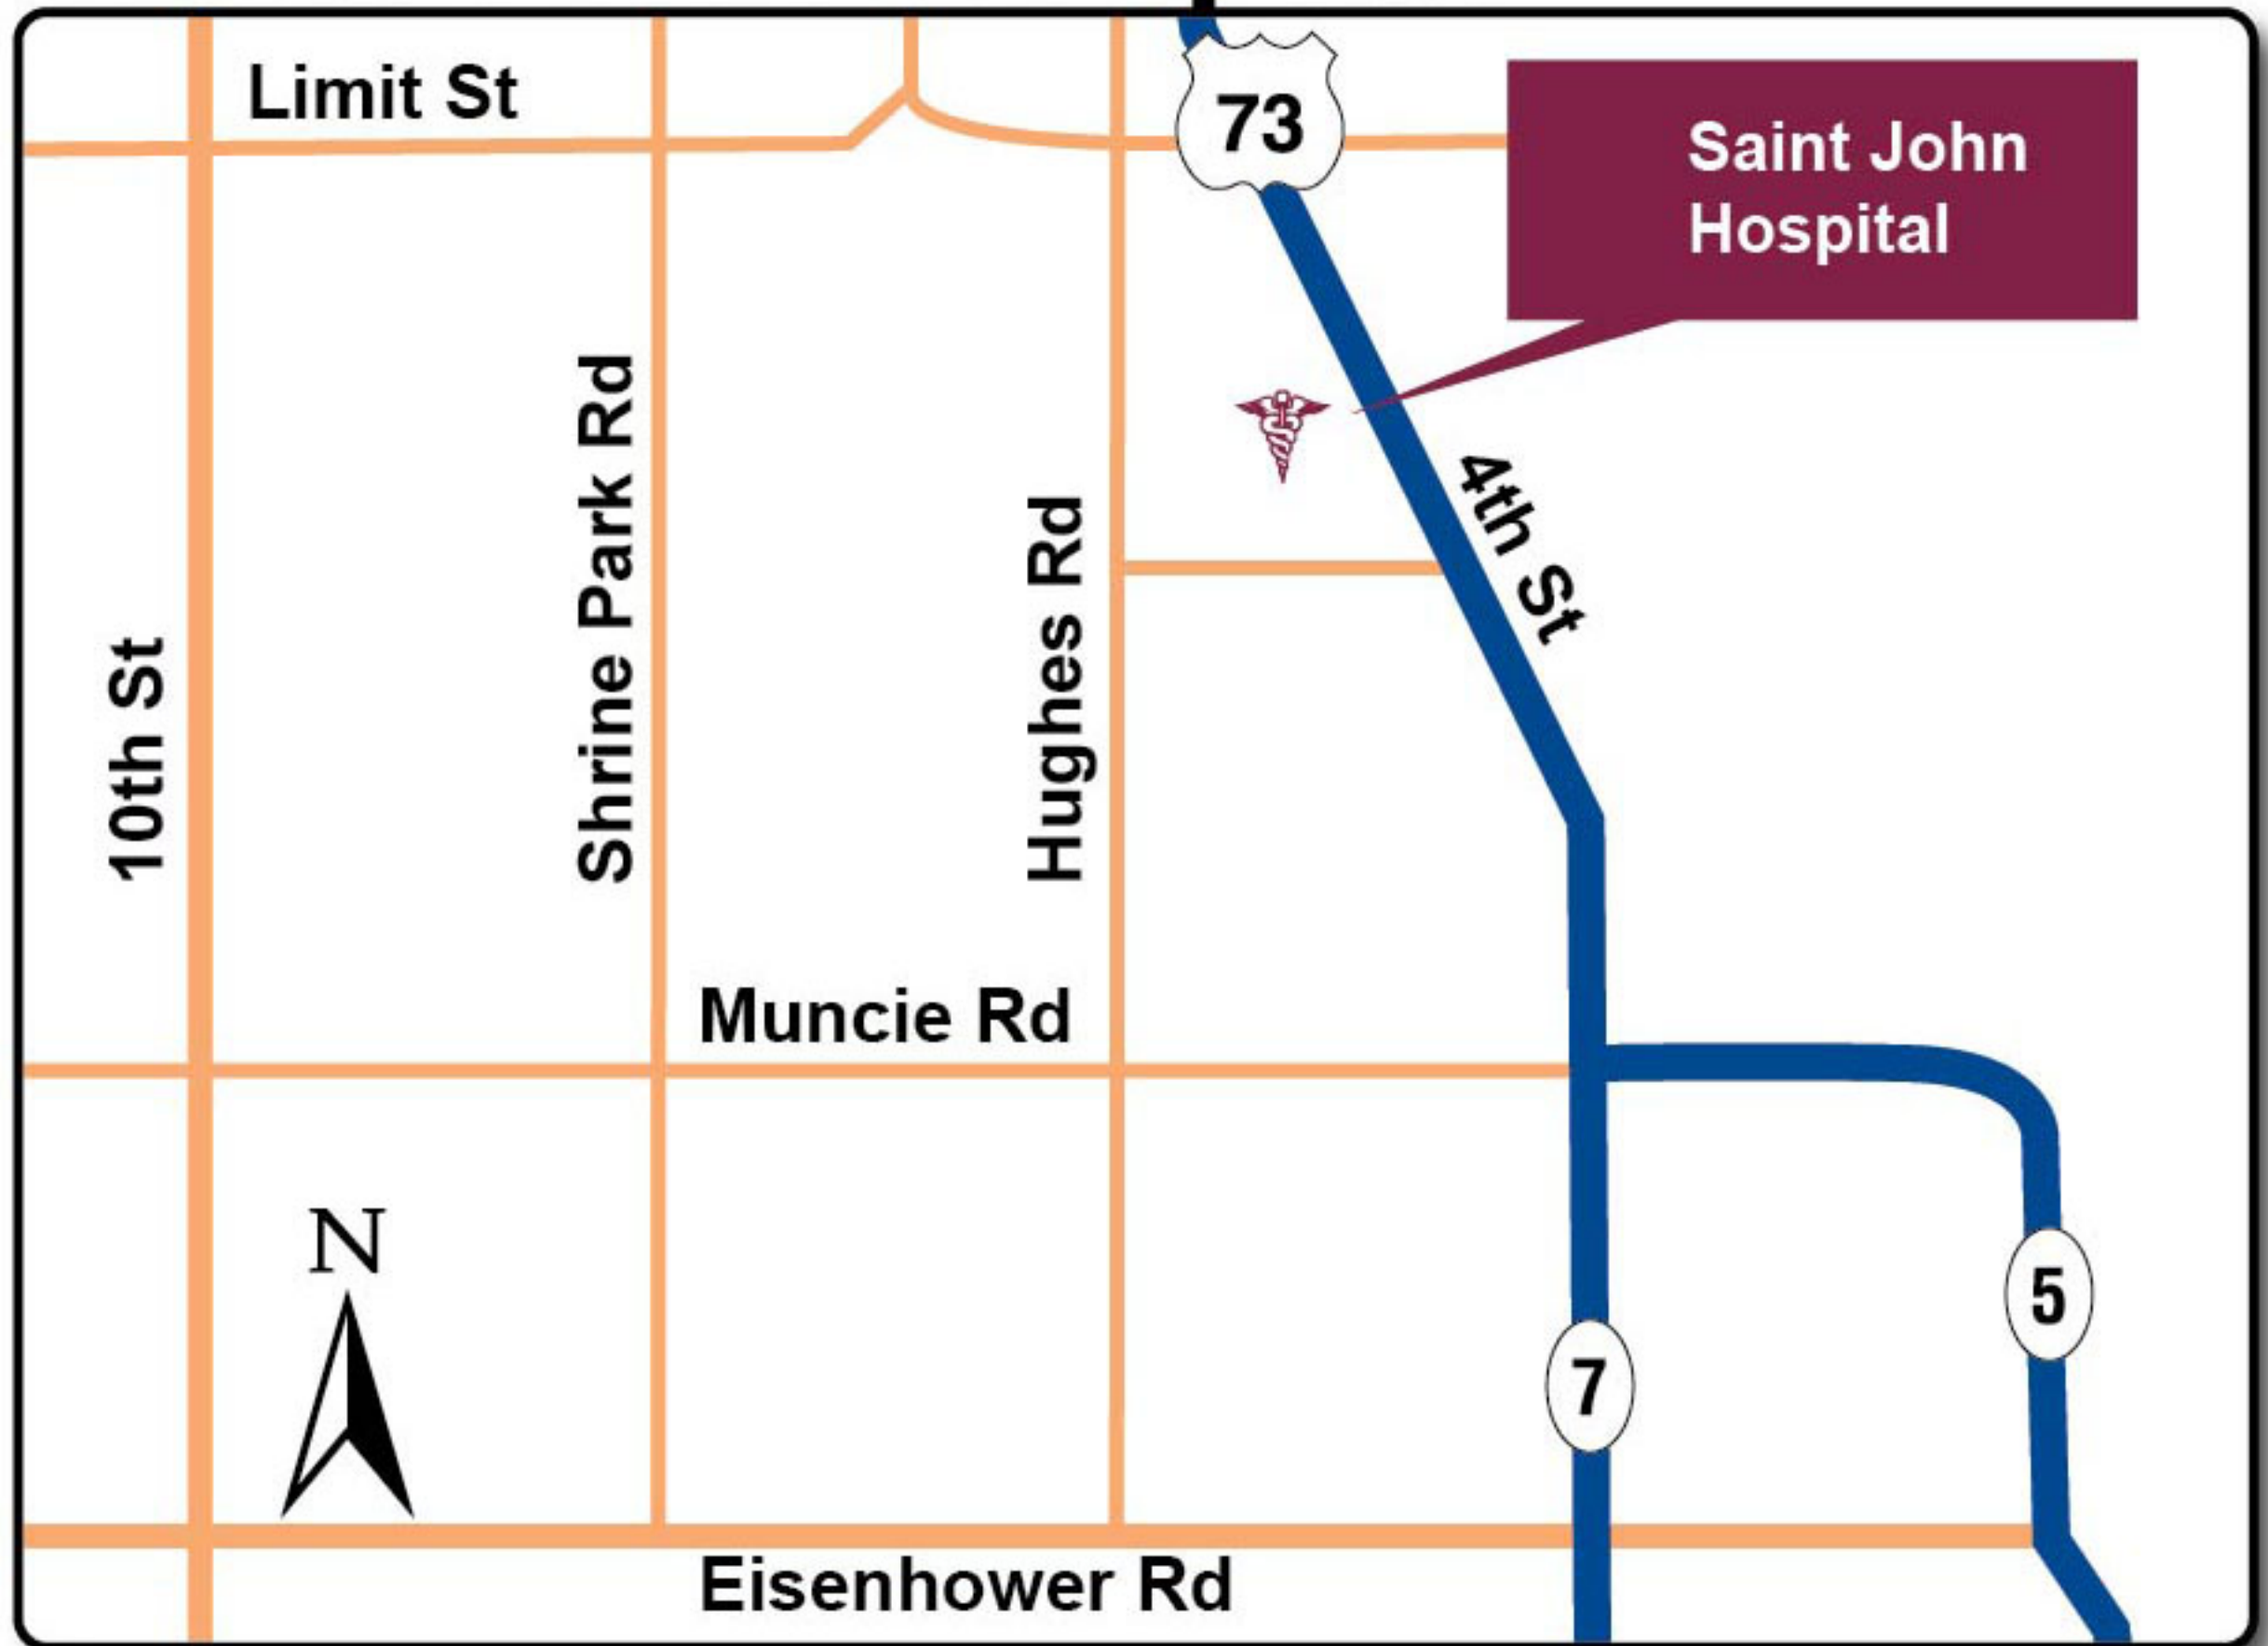 Limit St
73
Saint John
Hospital
Shrine Park Rd
4th St
Hughes Rd
10th St
Muncie Rd
N
5
7
Eisenhower Rd